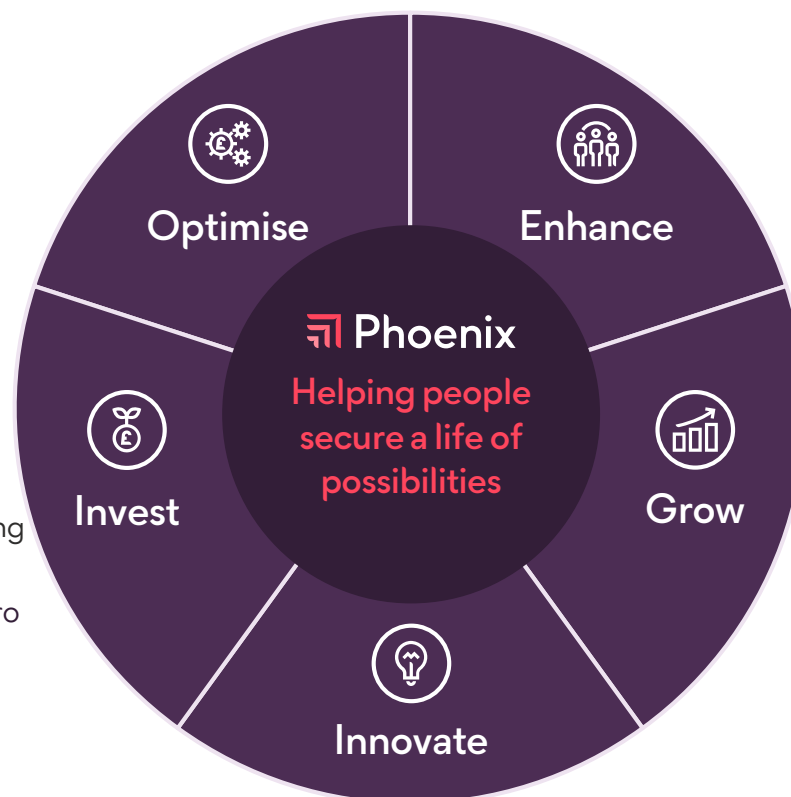 Optimise
Enhance
Phoenix
Helping people
secure a life of
possibilities
Invest
Grow
Innovate